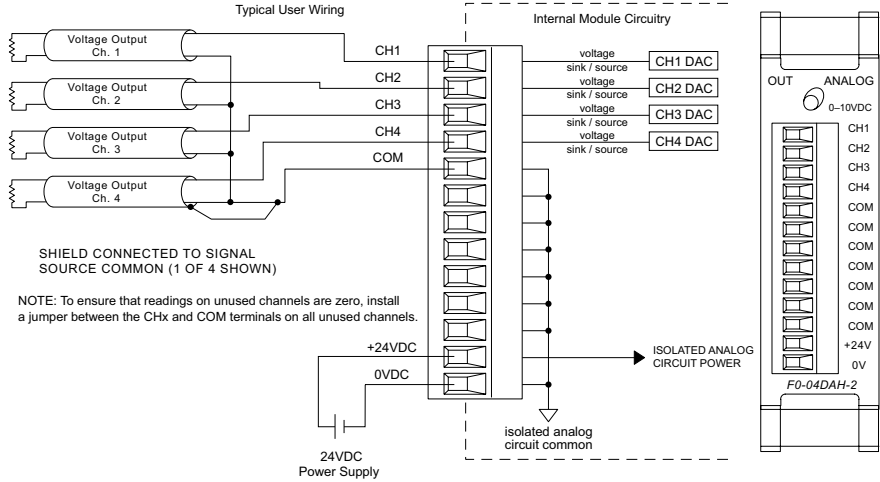 Typical User Wiring
Internal Module Circuitry
Voltage Output
Ch. 1
Voltage Output
Ch. 2
Voltage Output
Ch. 3
Voltage Output
Ch. 4
CH1
CH2
CH3
CH4
COM
voltage
sink / source
CH1 DAC
voltage
sink / source
CH2 DAC
voltage
sink / source
CH3 DAC
voltage
sink / source
CH4 DAC
SHIELD CONNECTED TO SIGNAL
SOURCE COMMON (1 OF 4 SHOWN)
NOTE: To ensure that readings on unused channels are zero, install
a jumper between the CHx and COM terminals on all unused channels.
+24VDC
0VDC
24VDC
Power Supply
ISOLATED ANALOG
CIRCUIT POWER
isolated analog
circuit common
OUT ANALOG
0–10VDC
CH1
CH2
CH3
CH4
COM
COM
COM
COM
COM
COM
COM
+24V
0V
F0-04DAH-2